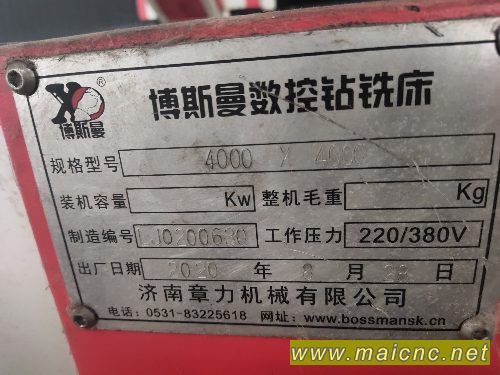 博斯曼数控钻铣床
®
博斯曼
规格型号 4000 X 4000
装机容量 Kw 整机毛重 Kg
制造编号 LJ0200630 工作压力 220/380V
出厂日期 2020 年 8 月 28 日
济南章力机械有限公司
电话:0531-83225618 网址:www.bossmansk.cn
www.maicnc.net